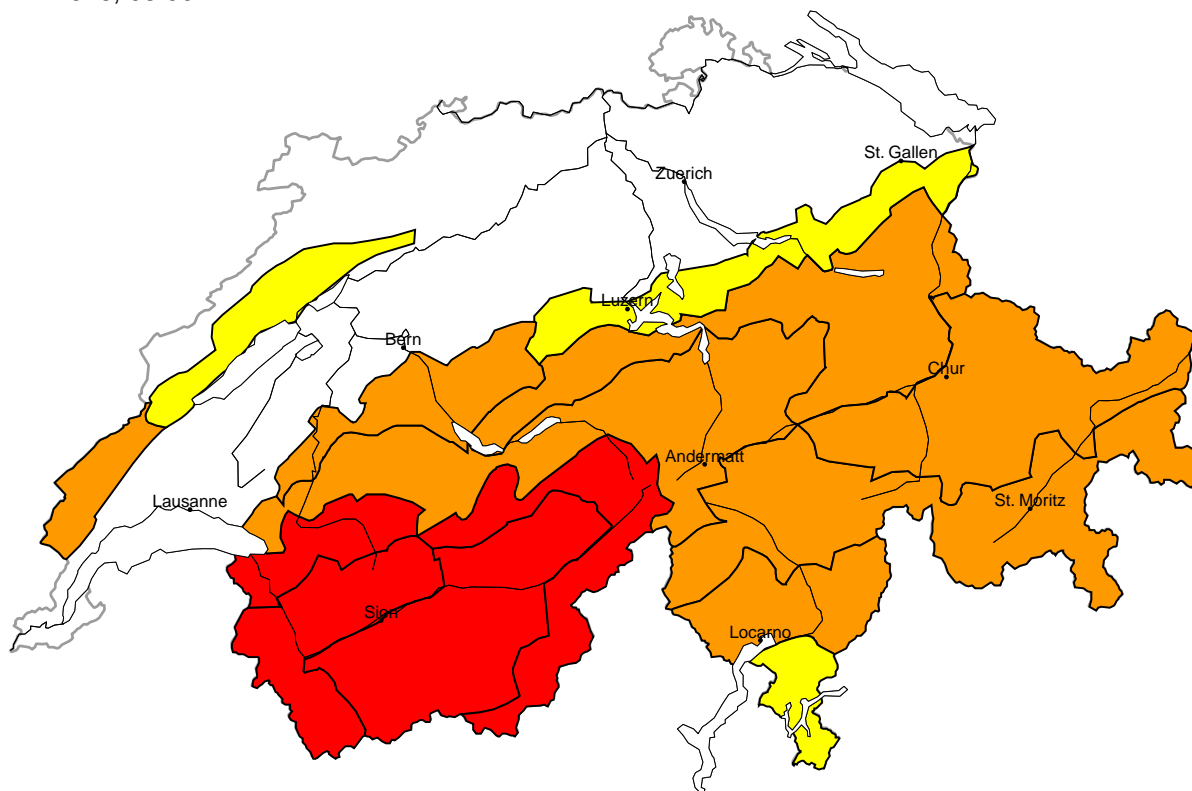 St. Gallen
Zuerich
Luzern
Bern
Chur
Andermatt
Lausanne
St. Moritz
Sion
Locarno